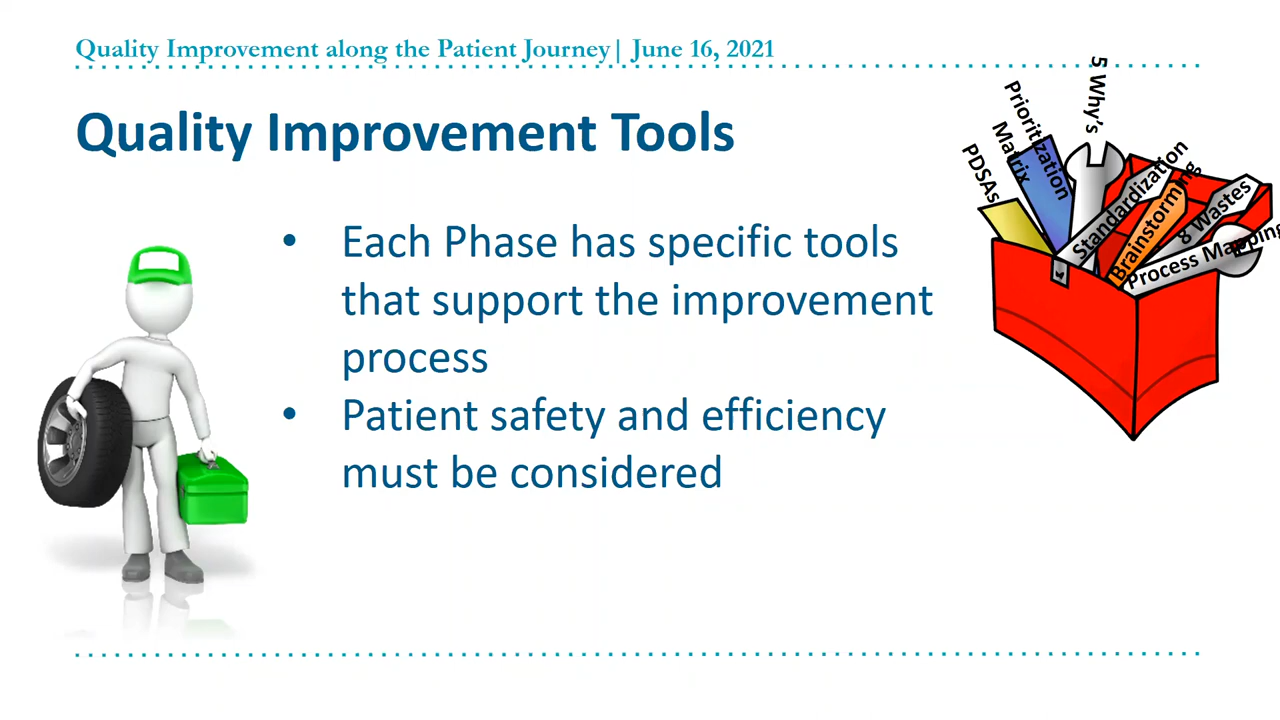 Quality Improvement along the Patient Journey| June 16, 2021
Quality Improvement Tools
• Each Phase has specific tools
that support the improvement
process
• Patient safety and efficiency
must be considered
PDSAs
Prioritization
Matrix
5 Why's
Standardization
Brainstorming
8 Wastes
Process Mapping